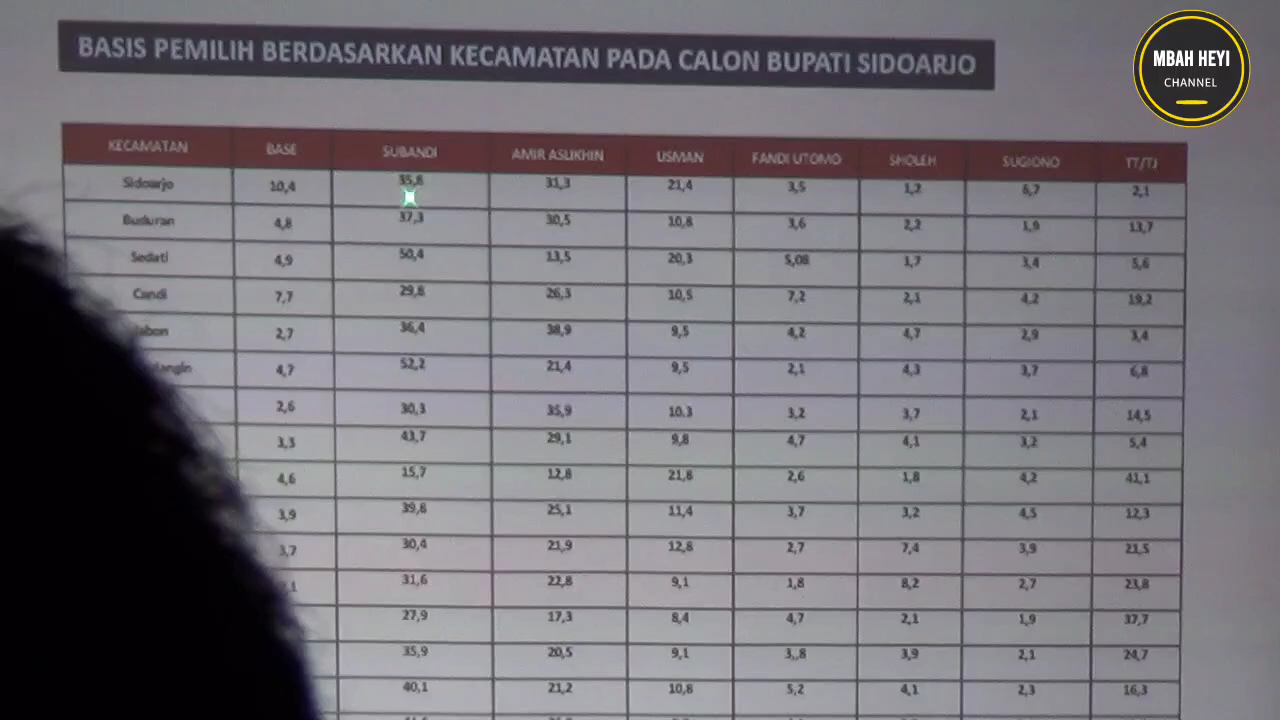 BASIS PEMILIH BERDASARKAN KECAMATAN PADA CALON BUPATI SIDOARJO
MBAH HEYI
CHANNEL
KECAMATAN BASE SUBANDI AMIR ASLIKHIN USMAN FANDI UTOMO SHOLEH SUGIONO TT/TJ
Sidoarjo 10,4 35,8 31,3 21,4 3,5 1,2 6,7 2,1
Buduran 4,8 37,3 30,5 10,8 3,6 2,2 1,9 13,7
Sedati 4,9 50,4 13,5 20,3 5,08 1,7 3,4 5,6
Candi 7,7 29,8 26,3 10,5 7,2 2,1 4,2 19,2
2,7 36,4 38,9 9,5 4,2 4,7 2,9 3,4
4,7 52,2 21,4 9,5 2,1 4,3 3,7 6,8
2,6 30,3 35,9 10.3 3,2 3,7 2,1 14,5
3,3 43,7 29,1 9,8 4,7 4,1 3,2 5,4
4,6 15,7 12,8 21,8 2,6 1,8 4,2 41,1
3,9 39,8 25,1 11,4 3,7 3,2 4,5 12,3
3,7 30,4 21,9 12,8 2,7 7,4 3,9 21,5
31,6 22,8 9,1 1,8 8,2 2,7 23,8
27,9 17,3 8,4 4,7 2,1 1,9 37,7
35,9 20,5 9,1 3,,8 3,9 2,1 24,7
40,1 21,2 10,8 5,2 4,1 2,3 16,3